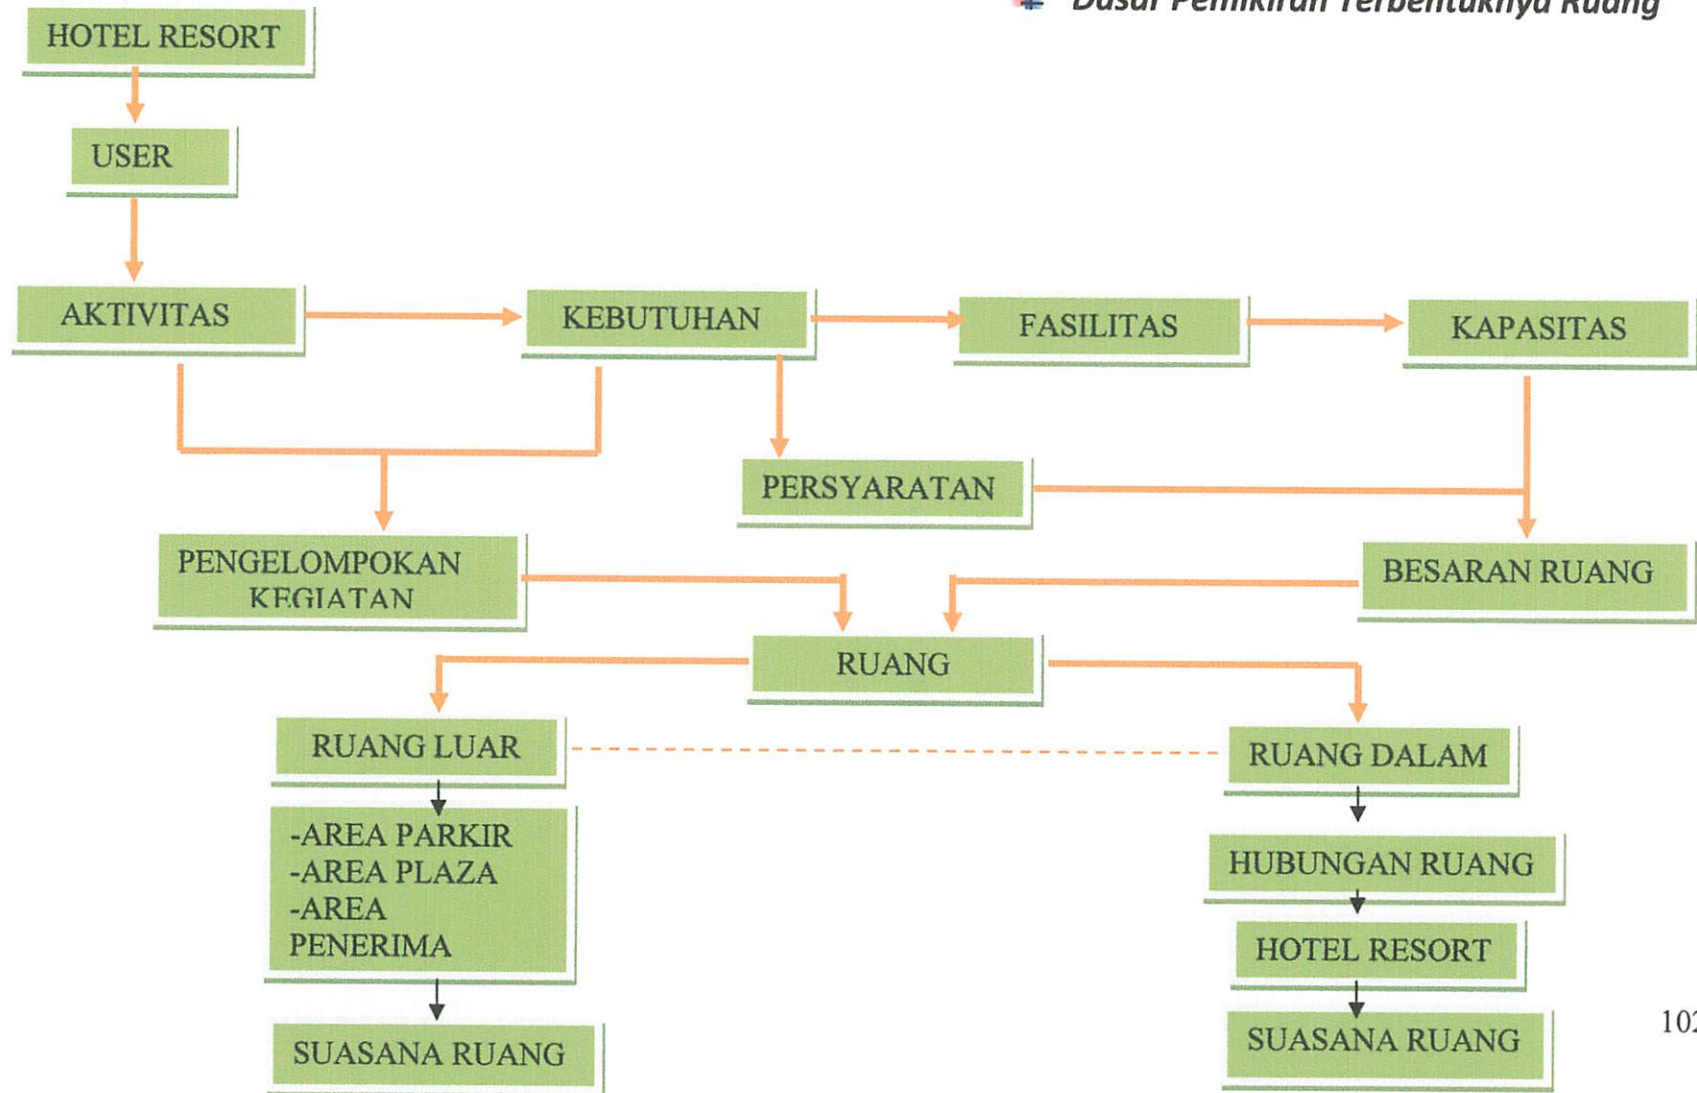 Dasar Pemikiran Terbentuknya Ruang
HOTEL RESORT
USER
AKTIVITAS
KEBUTUHAN
FASILITAS
KAPASITAS
PERSYARATAN
PENGELOMPOKAN
KEGIATAN
BESARAN RUANG
RUANG
RUANG LUAR
RUANG DALAM
-AREA PARKIR
-AREA PLAZA
-AREA
PENERIMA
HUBUNGAN RUANG
HOTEL RESORT
SUASANA RUANG
SUASANA RUANG
102